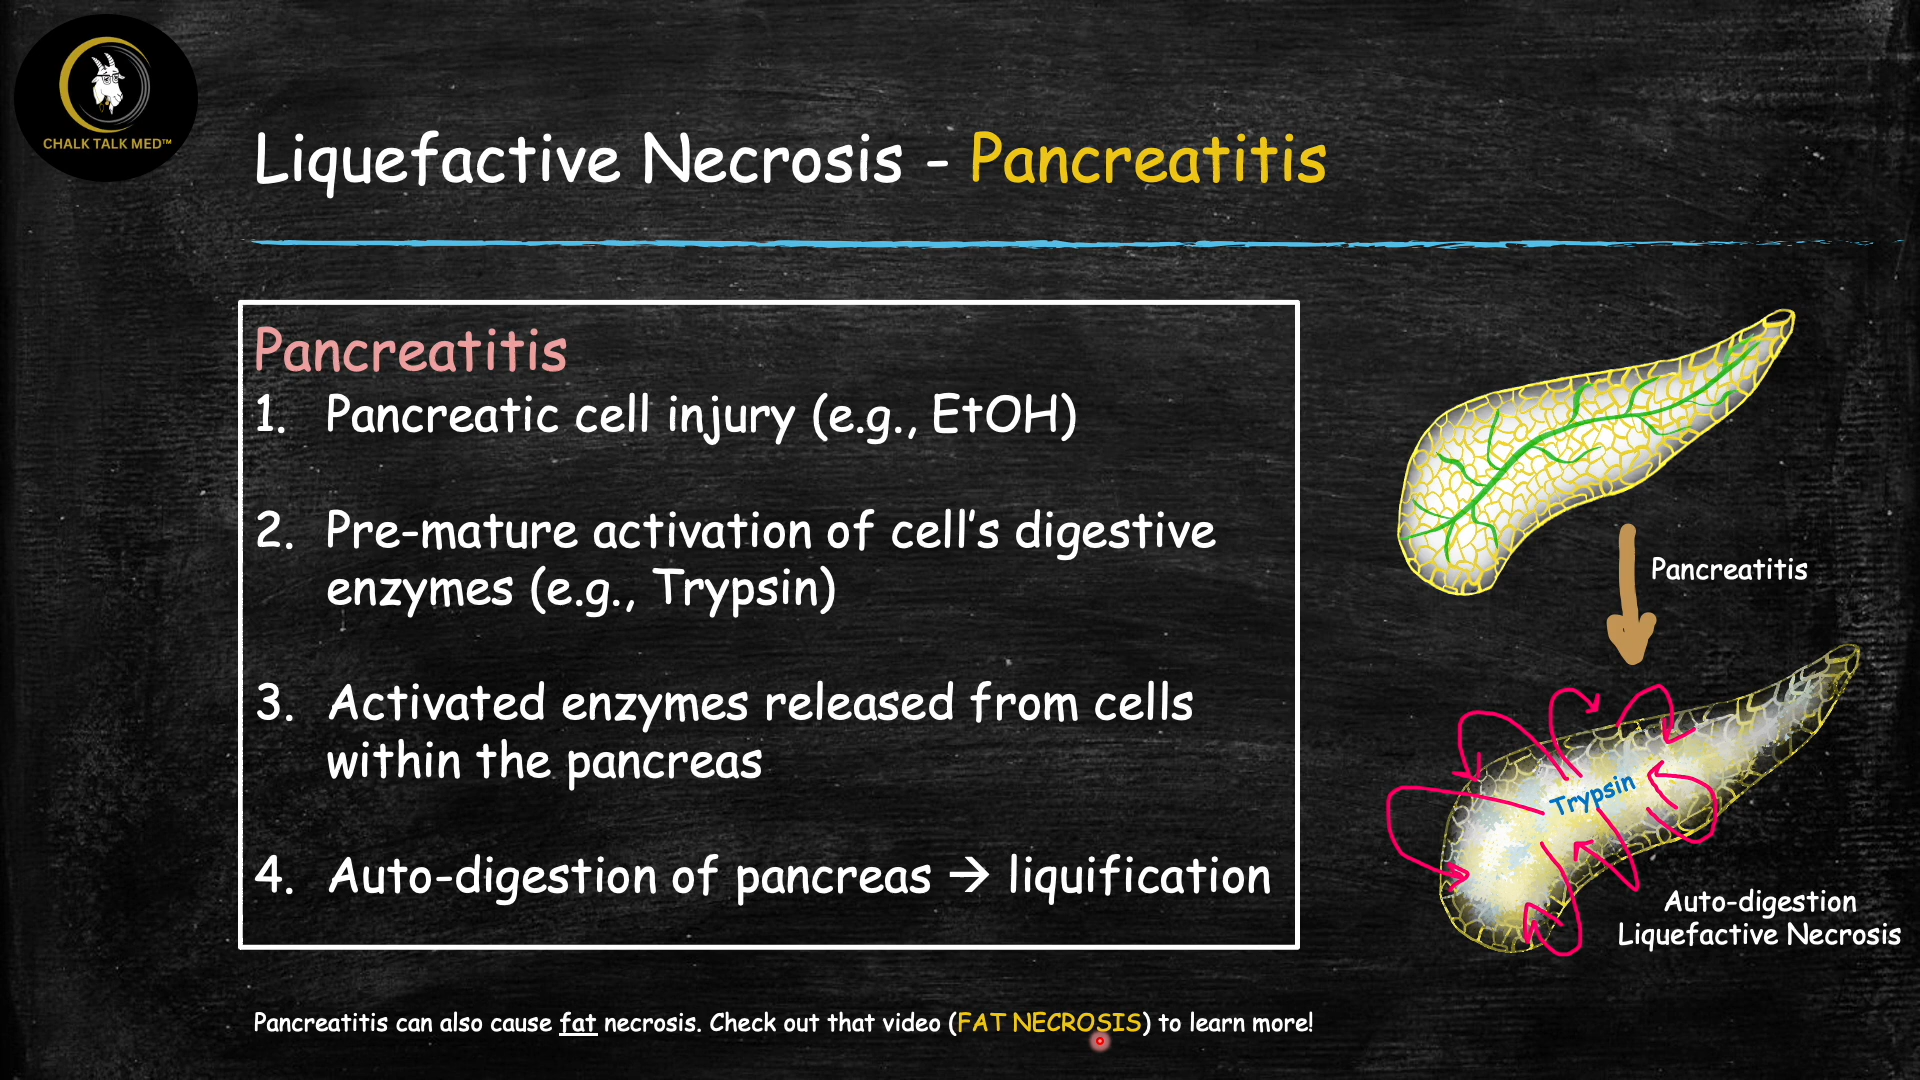 CHALK TALK MED™
Liquefactive Necrosis - Pancreatitis
Pancreatitis
1. Pancreatic cell injury (e.g., EtOH)
2. Pre-mature activation of cell's digestive
enzymes (e.g., Trypsin)
3. Activated enzymes released from cells
within the pancreas
4. Auto-digestion of pancreas → liquification
Pancreatitis
Trypsin
Auto-digestion
Liquefactive Necrosis
Pancreatitis can also cause fat necrosis. Check out that video (FAT NECROSIS) to learn more!